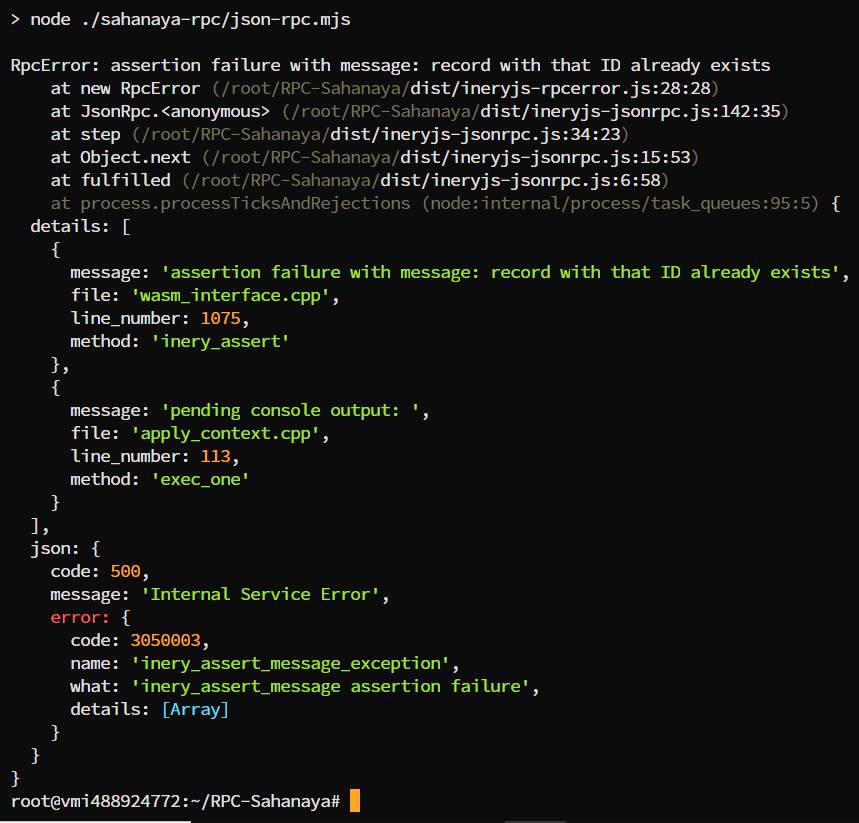 > node ./sahanaya-rpc/json-rpc.mjs
RpcError: assertion failure with message: record with that ID already exists
    at new RpcError (/root/RPC-Sahanaya/dist/ineryjs-rpcerror.js:28:28)
    at JsonRpc.<anonymous> (/root/RPC-Sahanaya/dist/ineryjs-jsonrpc.js:142:35)
    at step (/root/RPC-Sahanaya/dist/ineryjs-jsonrpc.js:34:23)
    at Object.next (/root/RPC-Sahanaya/dist/ineryjs-jsonrpc.js:15:53)
    at fulfilled (/root/RPC-Sahanaya/dist/ineryjs-jsonrpc.js:6:58)
    at process.processTicksAndRejections (node:internal/process/task_queues:95:5) {
  details: [
    {
      message: 'assertion failure with message: record with that ID already exists',
      file: 'wasm_interface.cpp',
      line_number: 1075,
      method: 'inery_assert'
    },
    {
      message: 'pending console output: ',
      file: 'apply_context.cpp',
      line_number: 113,
      method: 'exec_one'
    }
  ],
  json: {
    code: 500,
    message: 'Internal Service Error',
    error: {
      code: 3050003,
      name: 'inery_assert_message_exception',
      what: 'inery_assert_message assertion failure',
      details: [Array]
    }
  }
}
root@vmi488924772:~/RPC-Sahanaya#